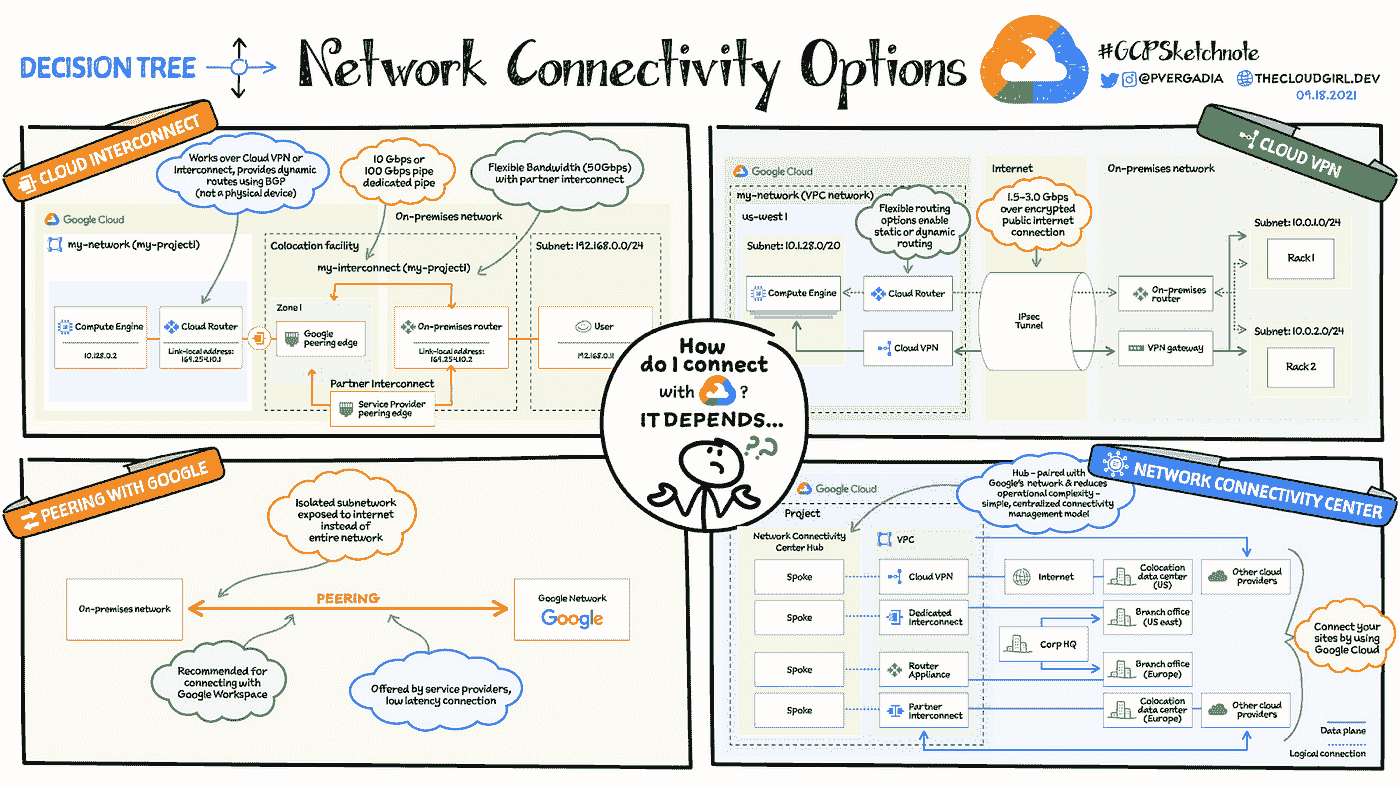 DECISION TREE
Network Connectivity Options
#GCPSketchnote
@PVERGADIA THECLOUDGIRL.DEV
09.18.2021
CLOUD INTERCONNECT
Works over Cloud VPN or
Interconnect, provides dynamic
routes using BGP
(not a physical device)
10 Gbps or
100 Gbps pipe
dedicated pipe
Flexible Bandwidth (50Gbps)
with partner interconnect
Google Cloud
On-premises network
my-network (my-project1)
Colocation facility
Subnet: 192.168.0.0/24
my-interconnect (my-project1)
Zone 1
Compute Engine
10.128.0.2
Cloud Router
Link-local address:
169.254.10.1
Google
peering edge
On-premises router
Link-local address:
169.254.10.2
User
192.168.0.11
Partner Interconnect
Service Provider
peering edge
CLOUD VPN
Google Cloud
Internet
On-premises network
my-network (VPC network)
us-west 1
Flexible routing
options enable
static or dynamic
routing
1.5-3.0 Gbps
over encrypted
public internet
connection
Subnet: 10.1.28.0/20
Compute Engine
Cloud Router
Cloud VPN
IPsec
Tunnel
On-premises
router
VPN gateway
Subnet: 10.0.1.0/24
Rack 1
Subnet: 10.0.2.0/24
Rack 2
How
do I connect
with ?
IT DEPENDS...
???
PEERING WITH GOOGLE
Isolated subnetwork
exposed to internet
instead of
entire network
On-premises network
PEERING
Google Network
Google
Recommended for
connecting with
Google Workspace
Offered by service providers,
low latency connection
NETWORK CONNECTIVITY CENTER
Hub - paired with
Google's network & reduces
operational complexity -
simple, centralized connectivity
management model
Google Cloud
Project
Network Connectivity
Center Hub
VPC
Spoke
Cloud VPN
Internet
Colocation
data center
(US)
Other cloud
providers
Spoke
Dedicated
Interconnect
Corp HQ
Branch office
(US east)
Spoke
Router
Appliance
Branch office
(Europe)
Spoke
Partner
Interconnect
Colocation
data center
(Europe)
Other cloud
providers
Connect your
sites by using
Google Cloud
Data plane
Logical connection